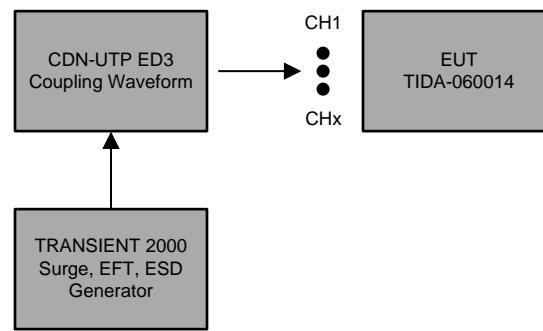 CDN-UTP ED3
Coupling Waveform
CH1
CHx
EUT
TIDA-060014
TRANSIENT 2000
Surge, EFT, ESD
Generator